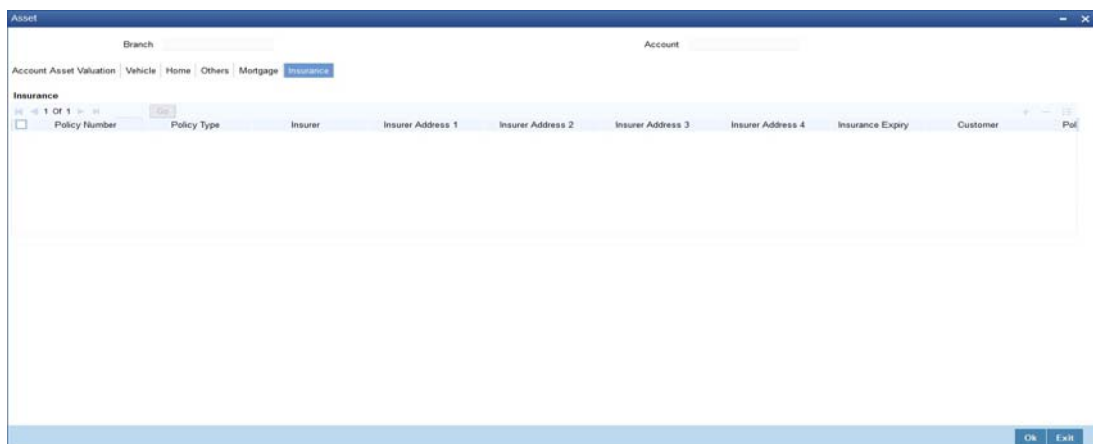 Asset
Branch Account
Account Asset Valuation Vehicle Home Others Mortgage Insurance
Insurance
1 Of 1 Go
Policy Number Policy Type Insurer Insurer Address 1 Insurer Address 2 Insurer Address 3 Insurer Address 4 Insurance Expiry Customer Pol
Ok Exit